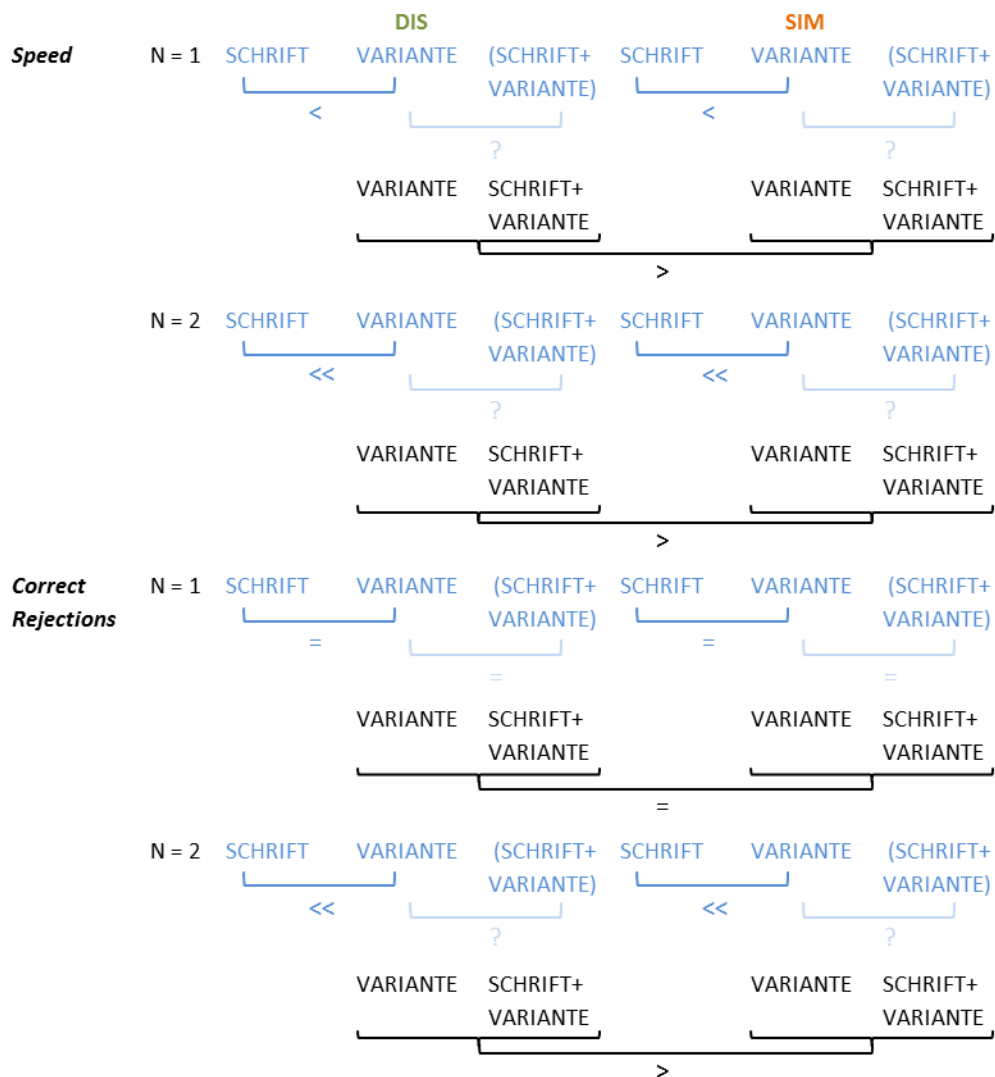 DIS SIM
Speed N = 1 SCHRIFT VARIANTE (SCHRIFT+ SCHRIFT VARIANTE (SCHRIFT+
VARIANTE) VARIANTE)
< <
? ?
VARIANTE SCHRIFT+ VARIANTE SCHRIFT+
VARIANTE VARIANTE
>
N = 2 SCHRIFT VARIANTE (SCHRIFT+ SCHRIFT VARIANTE (SCHRIFT+
VARIANTE) VARIANTE)
<< <<
? ?
VARIANTE SCHRIFT+ VARIANTE SCHRIFT+
VARIANTE VARIANTE
>
Correct N = 1 SCHRIFT VARIANTE (SCHRIFT+ SCHRIFT VARIANTE (SCHRIFT+
Rejections VARIANTE) VARIANTE)
= =
= =
VARIANTE SCHRIFT+ VARIANTE SCHRIFT+
VARIANTE VARIANTE
=
N = 2 SCHRIFT VARIANTE (SCHRIFT+ SCHRIFT VARIANTE (SCHRIFT+
VARIANTE) VARIANTE)
<< <<
? ?
VARIANTE SCHRIFT+ VARIANTE SCHRIFT+
VARIANTE VARIANTE
>